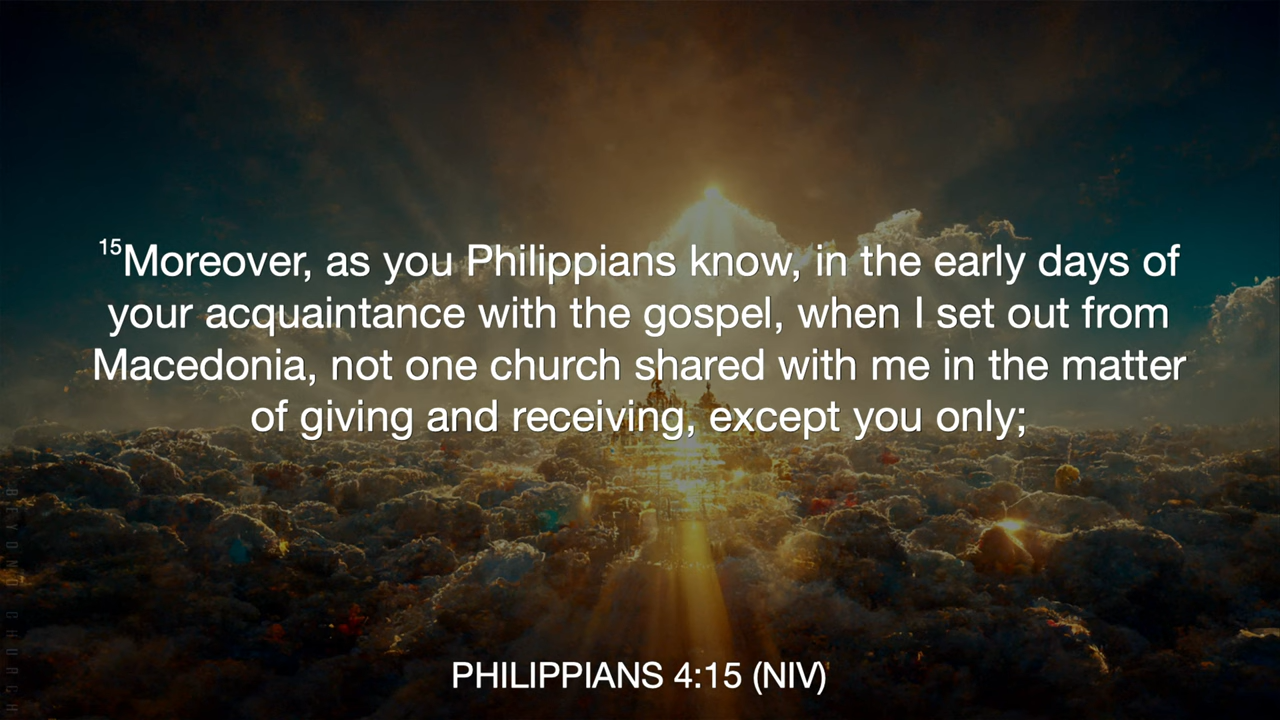 15Moreover, as you Philippians know, in the early days of
your acquaintance with the gospel, when I set out from
Macedonia, not one church shared with me in the matter
of giving and receiving, except you only;
PHILIPPIANS 4:15 (NIV)
BEYOND CHURCH